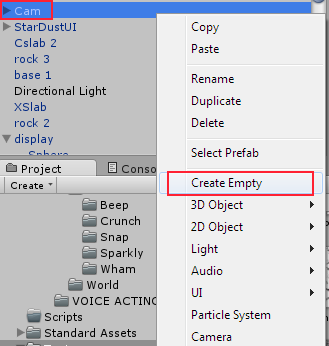 Cam
StarDustUI
Cslab 2
rock 3
base 1
Directional Light
XSlab
rock 2
display
Project
Conso
Create
Beep
Crunch
Snap
Sparkly
Wham
World
VOICE ACTING
Scripts
Standard Assets
Copy
Paste
Rename
Duplicate
Delete
Select Prefab
Create Empty
3D Object
2D Object
Light
Audio
UI
Particle System
Camera